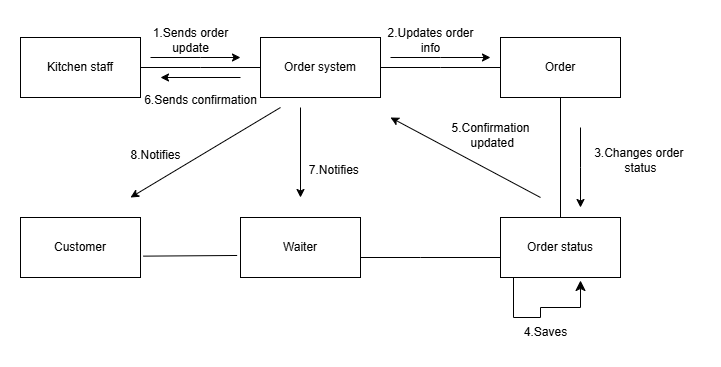 1.Sends order
update
2.Updates order
info
Kitchen staff
Order system
Order
6.Sends confirmation
5.Confirmation
updated
3.Changes order
status
8.Notifies
7.Notifies
Customer
Waiter
Order status
4.Saves